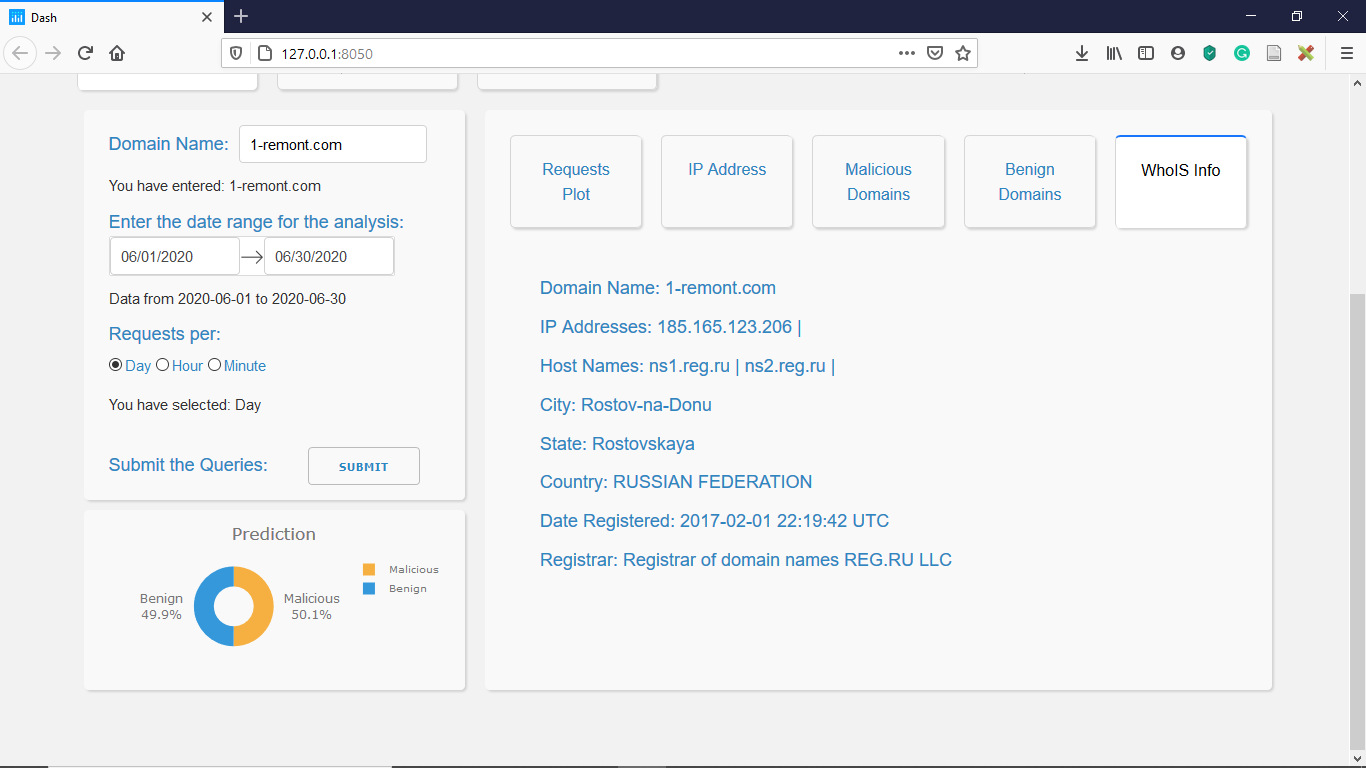 Dash
127.0.0.1:8050
Domain Name: 1-remont.com
You have entered: 1-remont.com
Enter the date range for the analysis:
06/01/2020 → 06/30/2020
Data from 2020-06-01 to 2020-06-30
Requests per:
Day Hour Minute
You have selected: Day
Submit the Queries: SUBMIT
Prediction
Malicious
Benign
Benign
49.9%
Malicious
50.1%
Requests
Plot
IP Address
Malicious
Domains
Benign
Domains
WhoIS Info
Domain Name: 1-remont.com
IP Addresses: 185.165.123.206 |
Host Names: ns1.reg.ru | ns2.reg.ru |
City: Rostov-na-Donu
State: Rostovskaya
Country: RUSSIAN FEDERATION
Date Registered: 2017-02-01 22:19:42 UTC
Registrar: Registrar of domain names REG.RU LLC